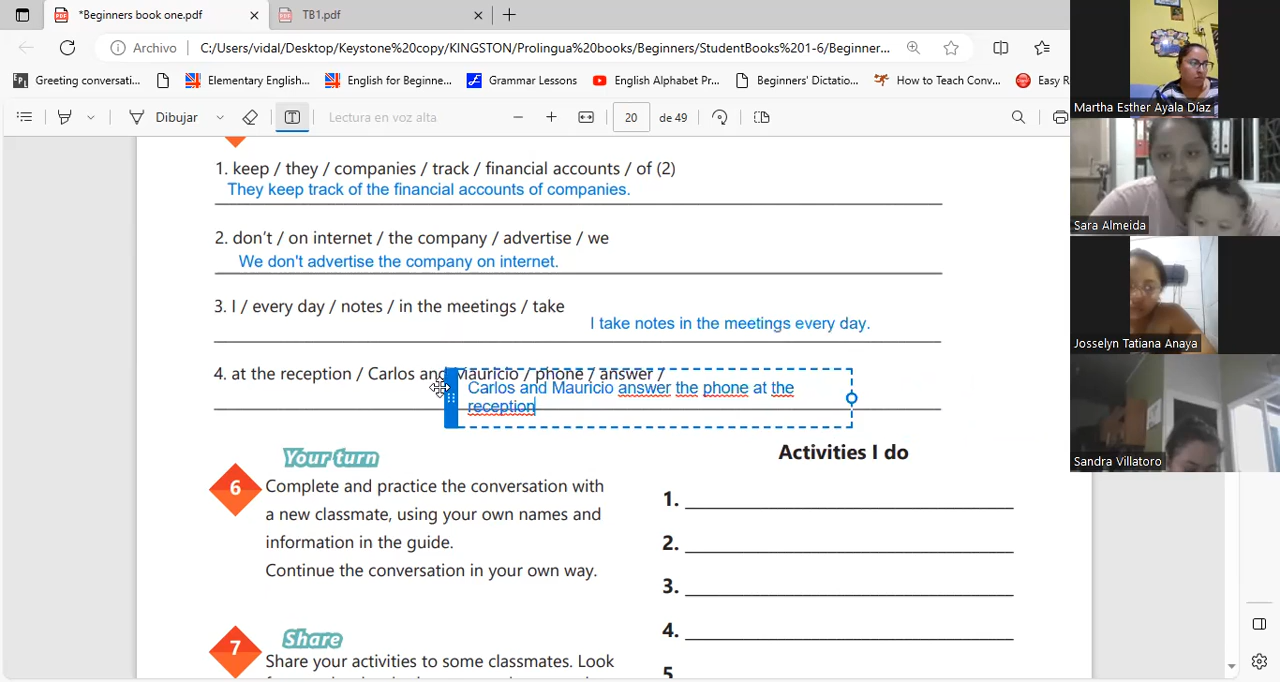 *Beginners book one.pdf
TB1.pdf
Archivo
C:/Users/vidal/Desktop/Keystone%20copy/KINGSTON/Prolingua%20books/Beginners/StudentBooks%201-6/Beginner...
Greeting conversati...
Elementary English...
English for Beginne...
Grammar Lessons
English Alphabet Pr...
Beginners' Dictatio...
How to Teach Conv...
Easy R
Dibujar
Lectura en voz alta
20
de 49
1. keep / they / companies / track / financial accounts / of (2)
They keep track of the financial accounts of companies.
2. don't / on internet / the company / advertise / we
We don't advertise the company on internet.
3. I / every day / notes / in the meetings / take
I take notes in the meetings every day.
4. at the reception / Carlos and Mauricio / phone / answer /
Carlos and Mauricio answer the phone at the
reception
Your turn
6
Complete and practice the conversation with
a new classmate, using your own names and
information in the guide.
Continue the conversation in your own way.
Activities I do
1.
2.
3.
4.
5.
7
Share
Share your activities to some classmates. Look
Martha Esther Ayala Diaz
Sara Almeida
Josselyn Tatiana Anaya
Sandra Villatoro